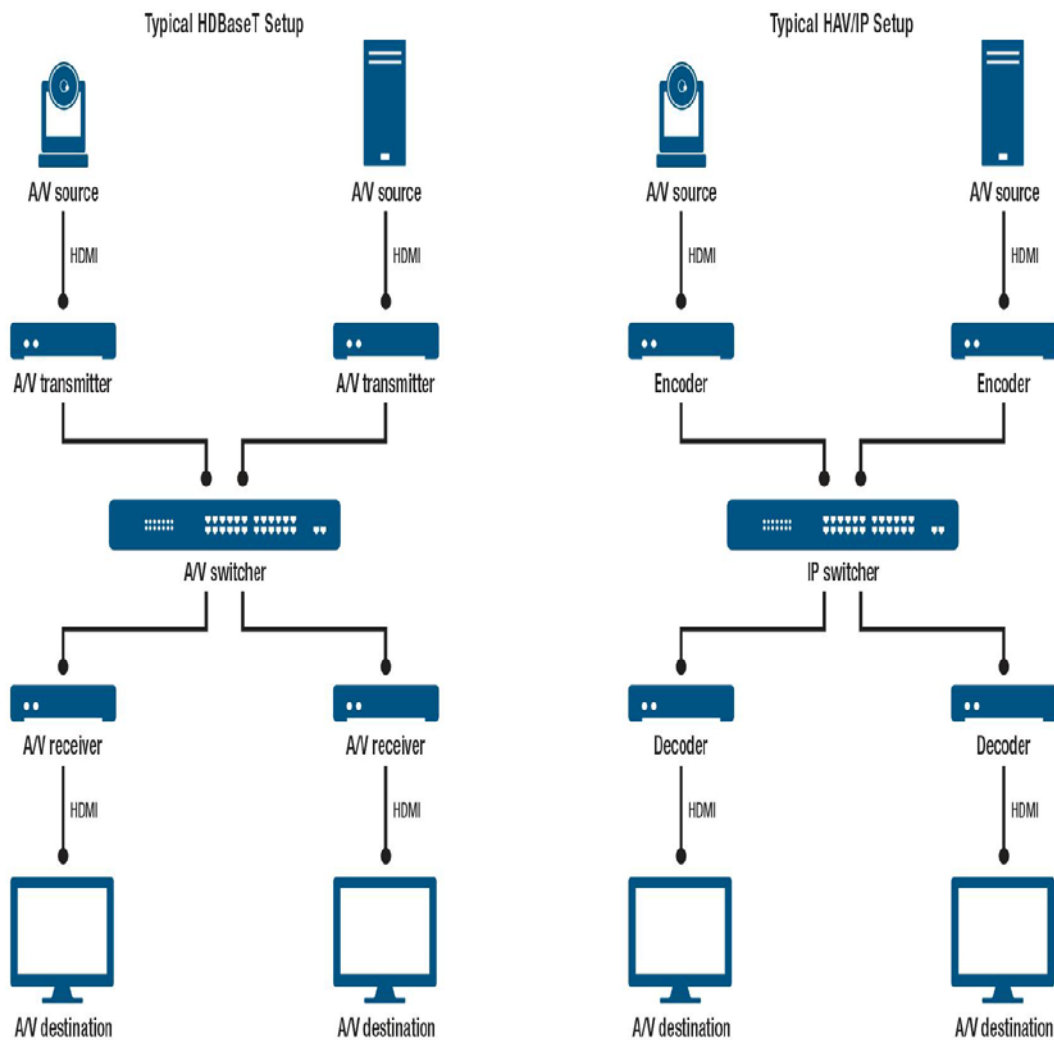 Typical HDBaseT Setup
Typical HAV/IP Setup
A/V source
A/V source
A/V source
A/V source
HDMI
HDMI
HDMI
HDMI
A/V transmitter
A/V transmitter
Encoder
Encoder
A/V switcher
IP switcher
A/V receiver
A/V receiver
Decoder
Decoder
HDMI
HDMI
HDMI
HDMI
A/V destination
A/V destination
A/V destination
A/V destination